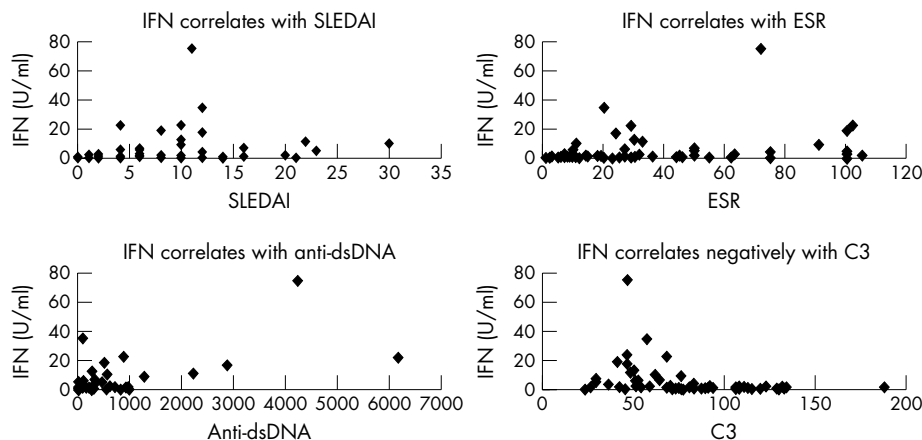 IFN correlates with SLEDAI
80
60
40
20
0
IFN (U/ml)
0 5 10 15 20 25 30 35
SLEDAI
IFN correlates with ESR
80
60
40
20
0
IFN (U/ml)
0 20 40 60 80 100 120
ESR
IFN correlates with anti-dsDNA
80
60
40
20
0
IFN (U/ml)
0 1000 2000 3000 4000 5000 6000 7000
Anti-dsDNA
IFN correlates negatively with C3
80
60
40
20
0
IFN (U/ml)
0 50 100 150 200
C3